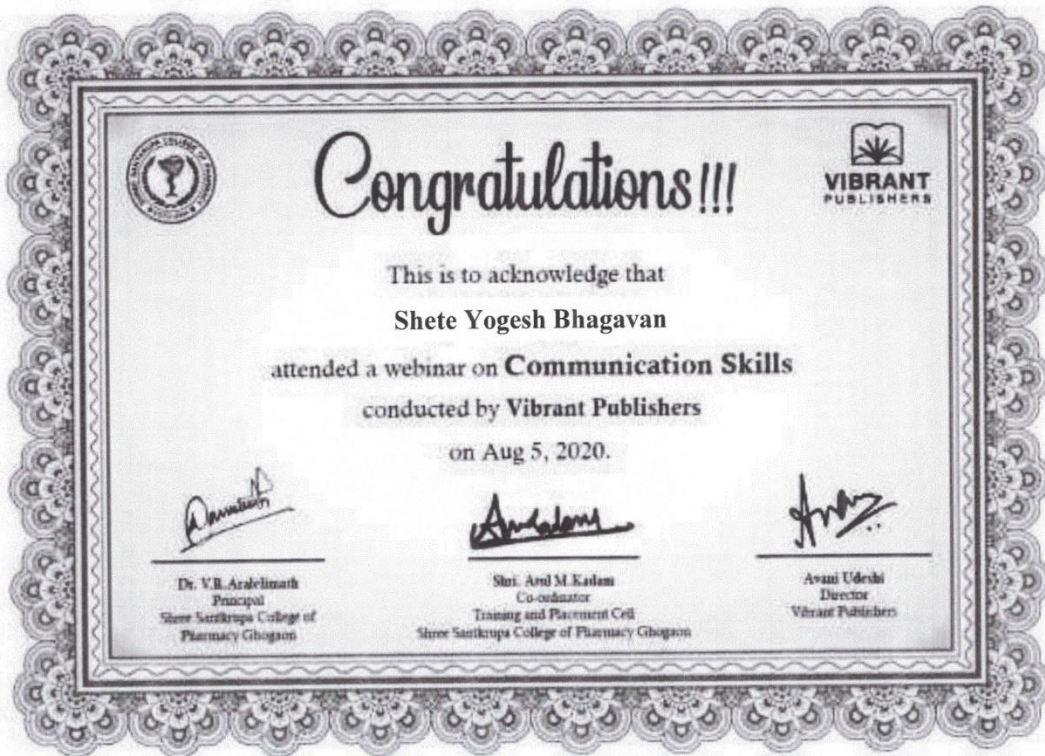 Congratulations!!!
VIBRANT
PUBLISHERS
This is to acknowledge that
Shete Yogesh Bhagavan
attended a webinar on Communication Skills
conducted by Vibrant Publishers
on Aug 5, 2020.
Dr. V.B. Aralelimath
Principal
Shree Santkrupa College of
Pharmacy Ghogaon
Shri. Atul M.Kadam
Co-ordinator
Training and Placement Cell
Shree Santkrupa College of Pharmacy Ghogaon
Avani Udeshi
Director
Vibrant Publishers